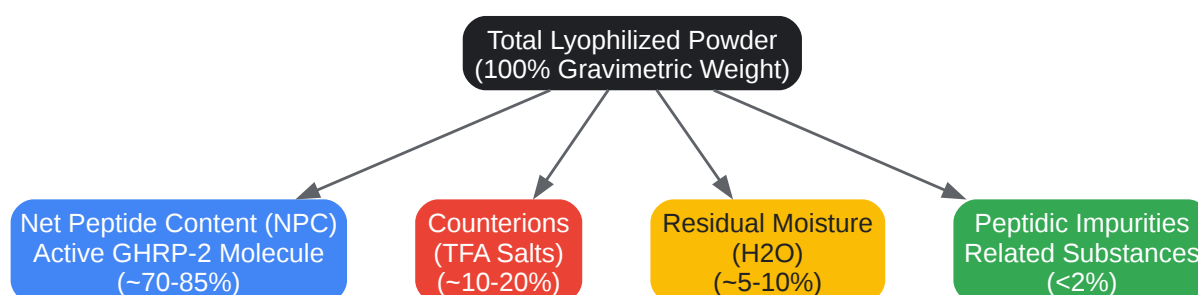 Total Lyophilized Powder
(100% Gravimetric Weight)
Net Peptide Content (NPC)
Active GHRP-2 Molecule
(~70-85%)
Counterions
(TFA Salts)
(~10-20%)
Residual Moisture
(H2O)
(~5-10%)
Peptidic Impurities
Related Substances
(<2%)